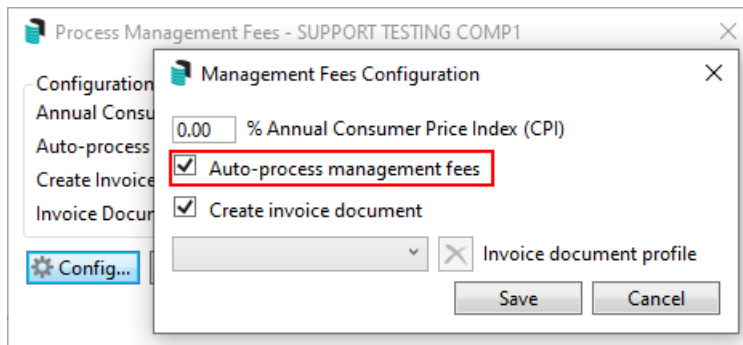 Process Management Fees - SUPPORT TESTING COMP1
Management Fees Configuration
Configuration
Annual Consu
Auto-process
Create Invoice
Invoice Docur
Config...
0.00 % Annual Consumer Price Index (CPI)
Auto-process management fees
Create invoice document
Invoice document profile
Save Cancel